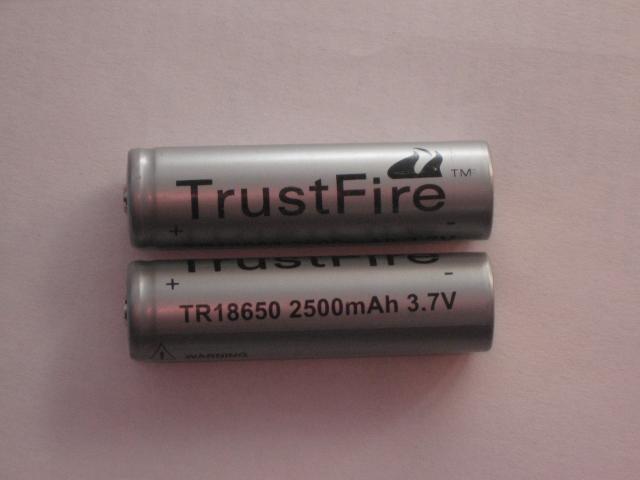 TrustFire TM
+ -
TrustFire
+ -
TR18650 2500mAh 3.7V
WARNING